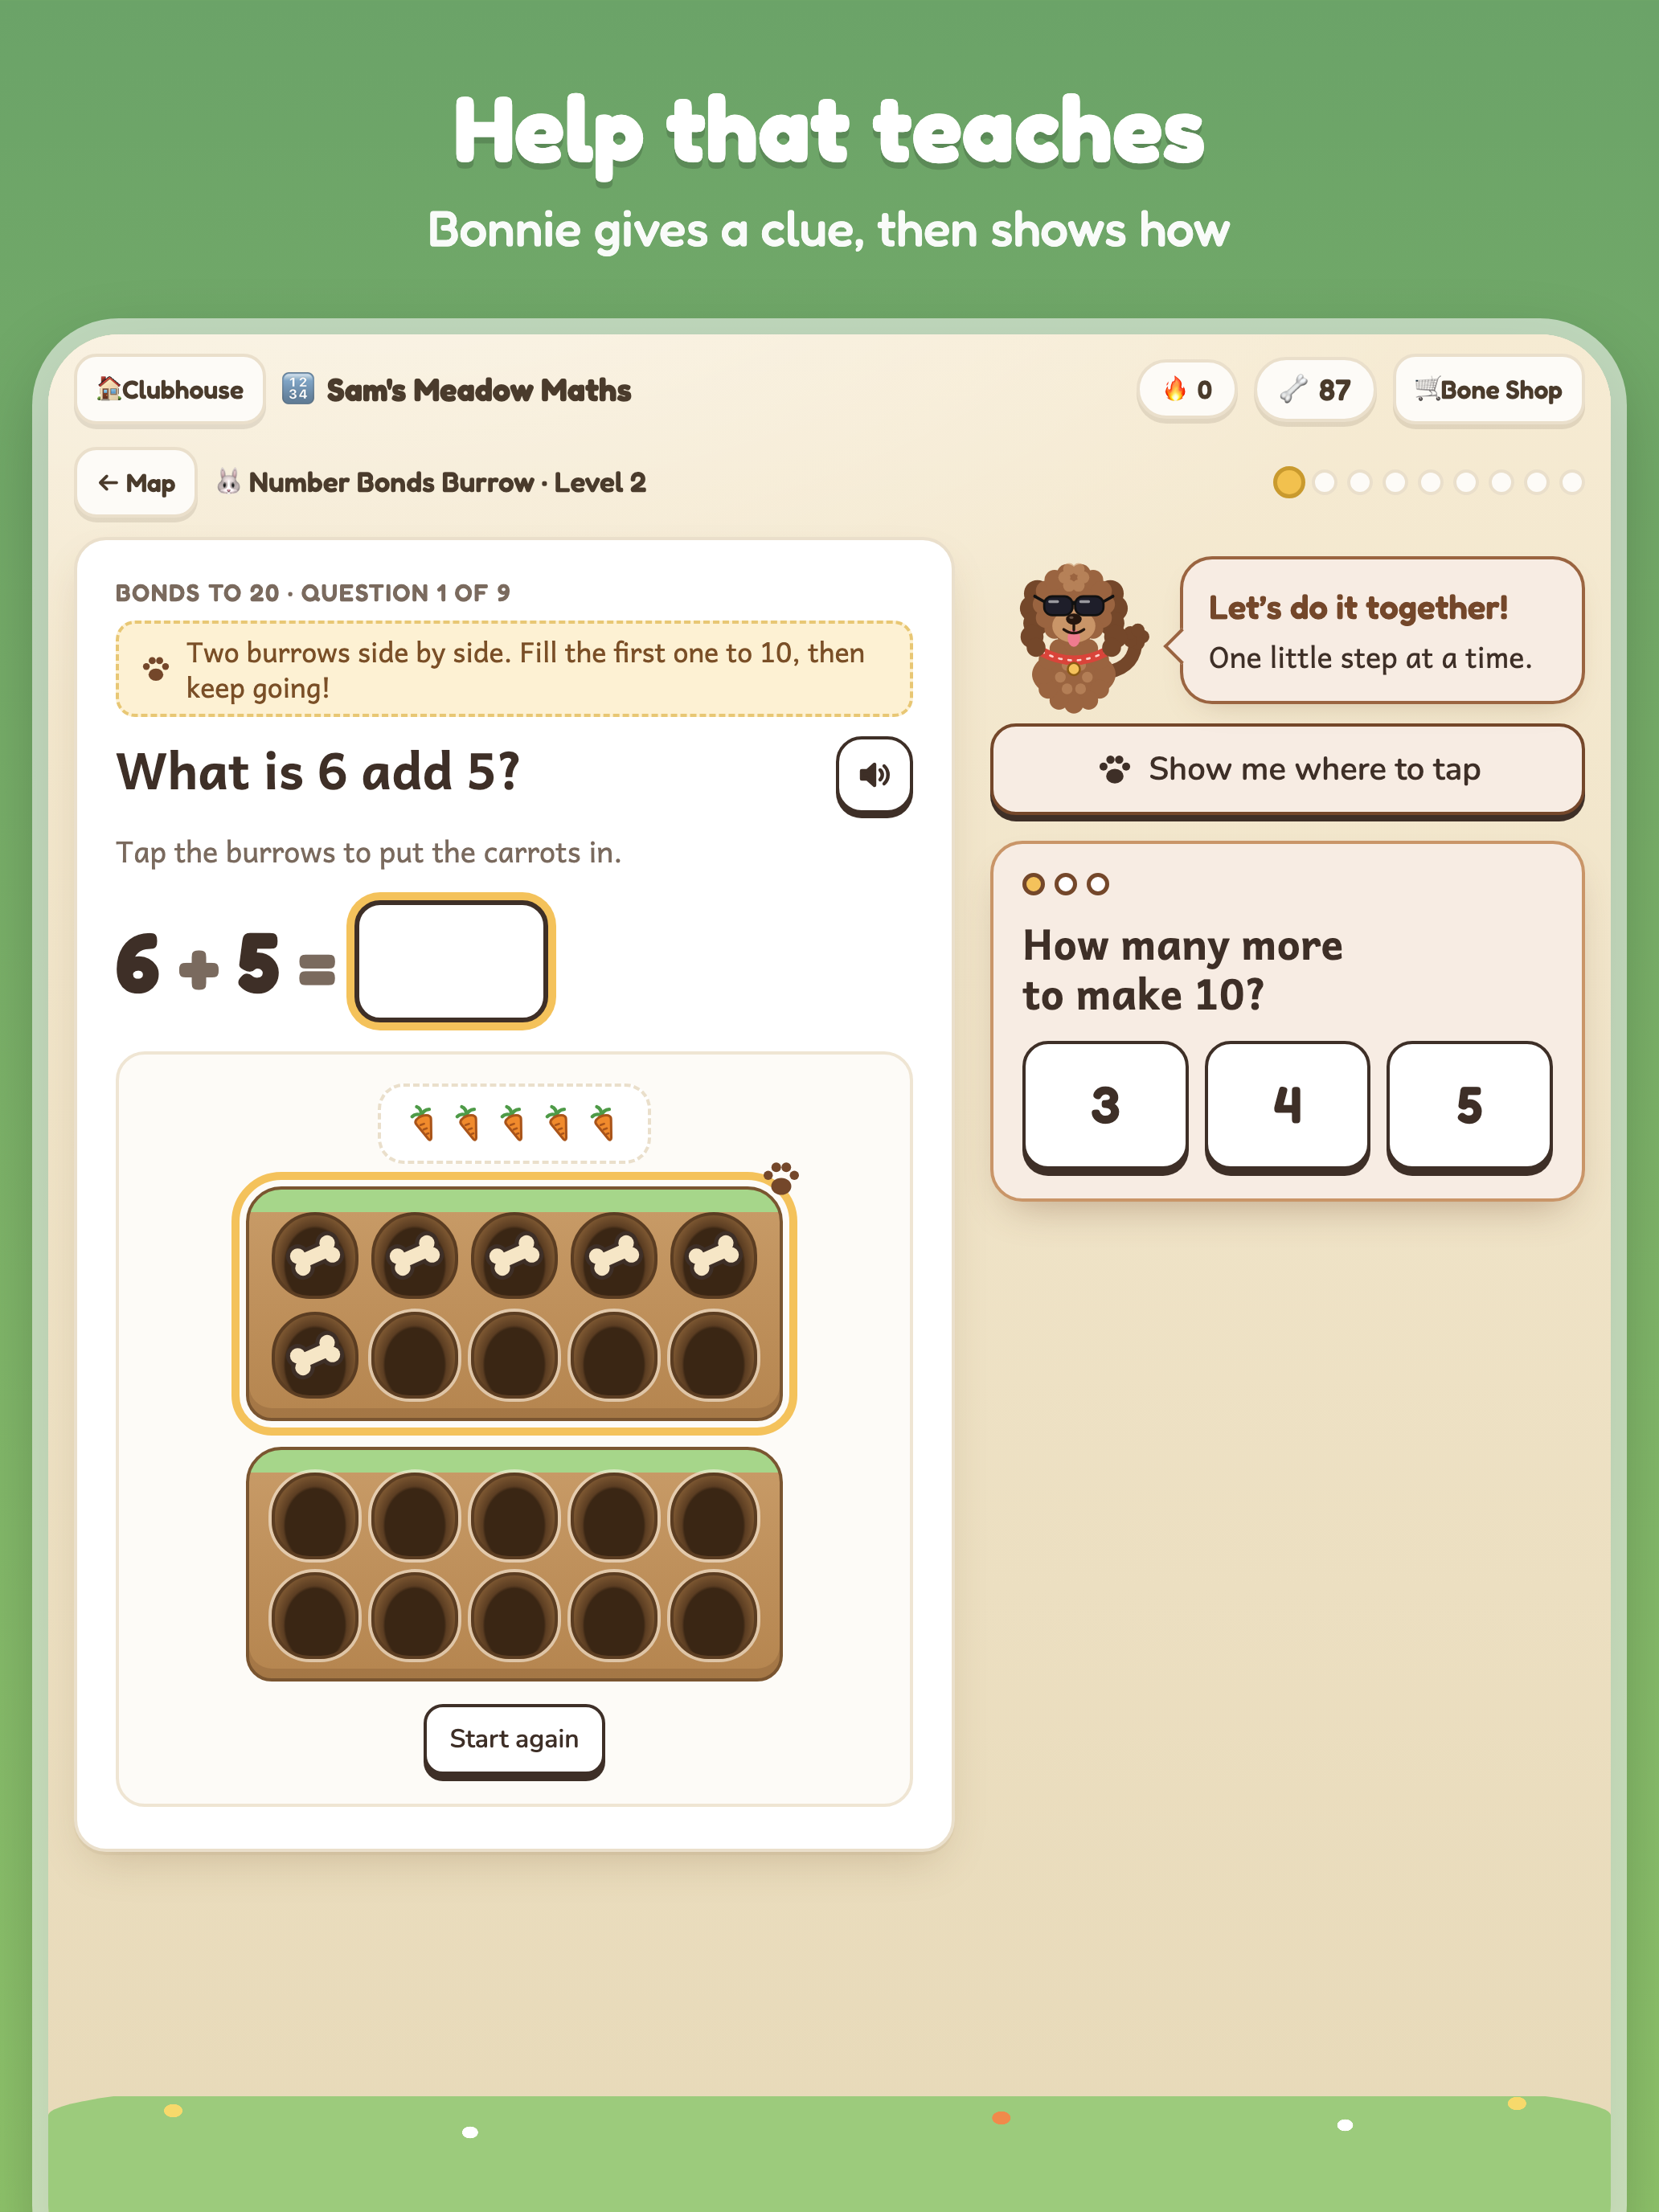 Help that teaches
Bonnie gives a clue, then shows how
Clubhouse
1234
Sam's Meadow Maths
0
87
Bone Shop
← Map
Number Bonds Burrow · Level 2
BONDS TO 20 · QUESTION 1 OF 9
Two burrows side by side. Fill the first one to 10, then
keep going!
What is 6 add 5?
Tap the burrows to put the carrots in.
6 + 5 =
Start again
Let's do it together!
One little step at a time.
Show me where to tap
How many more
to make 10?
3 4 5